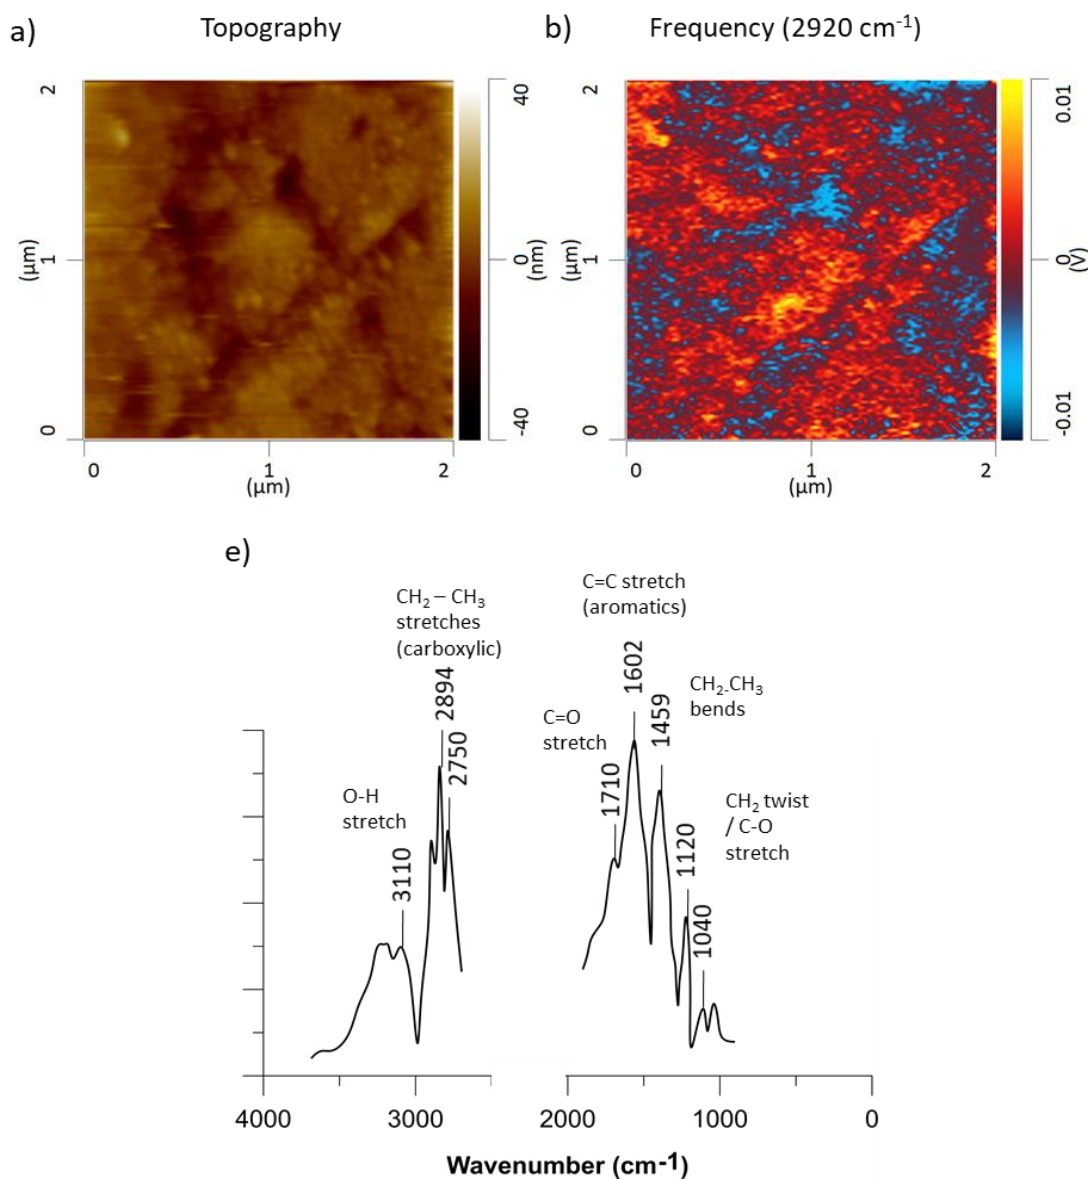 a)
Topography
b)
Frequency (2920 cm-1)
2
1
0
(µm)
0
1
2
(µm)
40
0
-40
(nm)
2
1
0
(µm)
0
1
2
(µm)
0.01
0
-0.01
(V)
e)
CH2 – CH3
stretches
(carboxylic)
C=C stretch
(aromatics)
O-H
stretch
C=O
stretch
CH2-CH3
bends
CH2 twist
/ C-O
stretch
3110
2894
2750
1710
1602
1459
1120
1040
4000
3000
2000
1000
0
Wavenumber (cm-1)